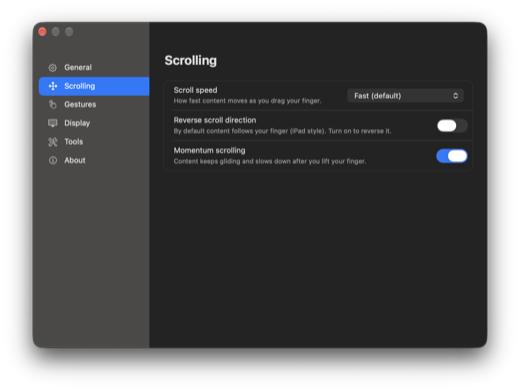 Scrolling
General
Scrolling
Gestures
Display
Tools
About
Scroll speed
How fast content moves as you drag your finger.
Fast (default)
Reverse scroll direction
By default content follows your finger (iPad style). Turn on to reverse it.
Momentum scrolling
Content keeps gliding and slows down after you lift your finger.